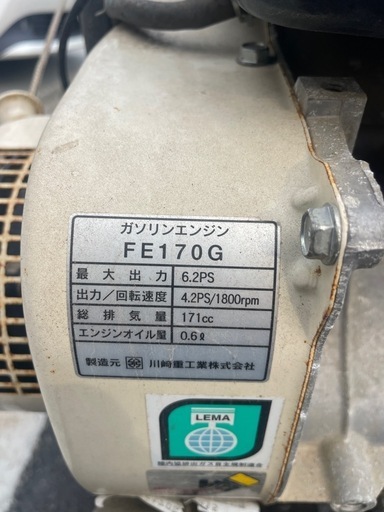 ガソリンエンジン
FE170G
最大出力 6.2PS
出力/回転速度 4.2PS/1800rpm
総排気量 171cc
エンジンオイル量 0.6ℓ
製造元 川崎重工業株式会社
LEMA